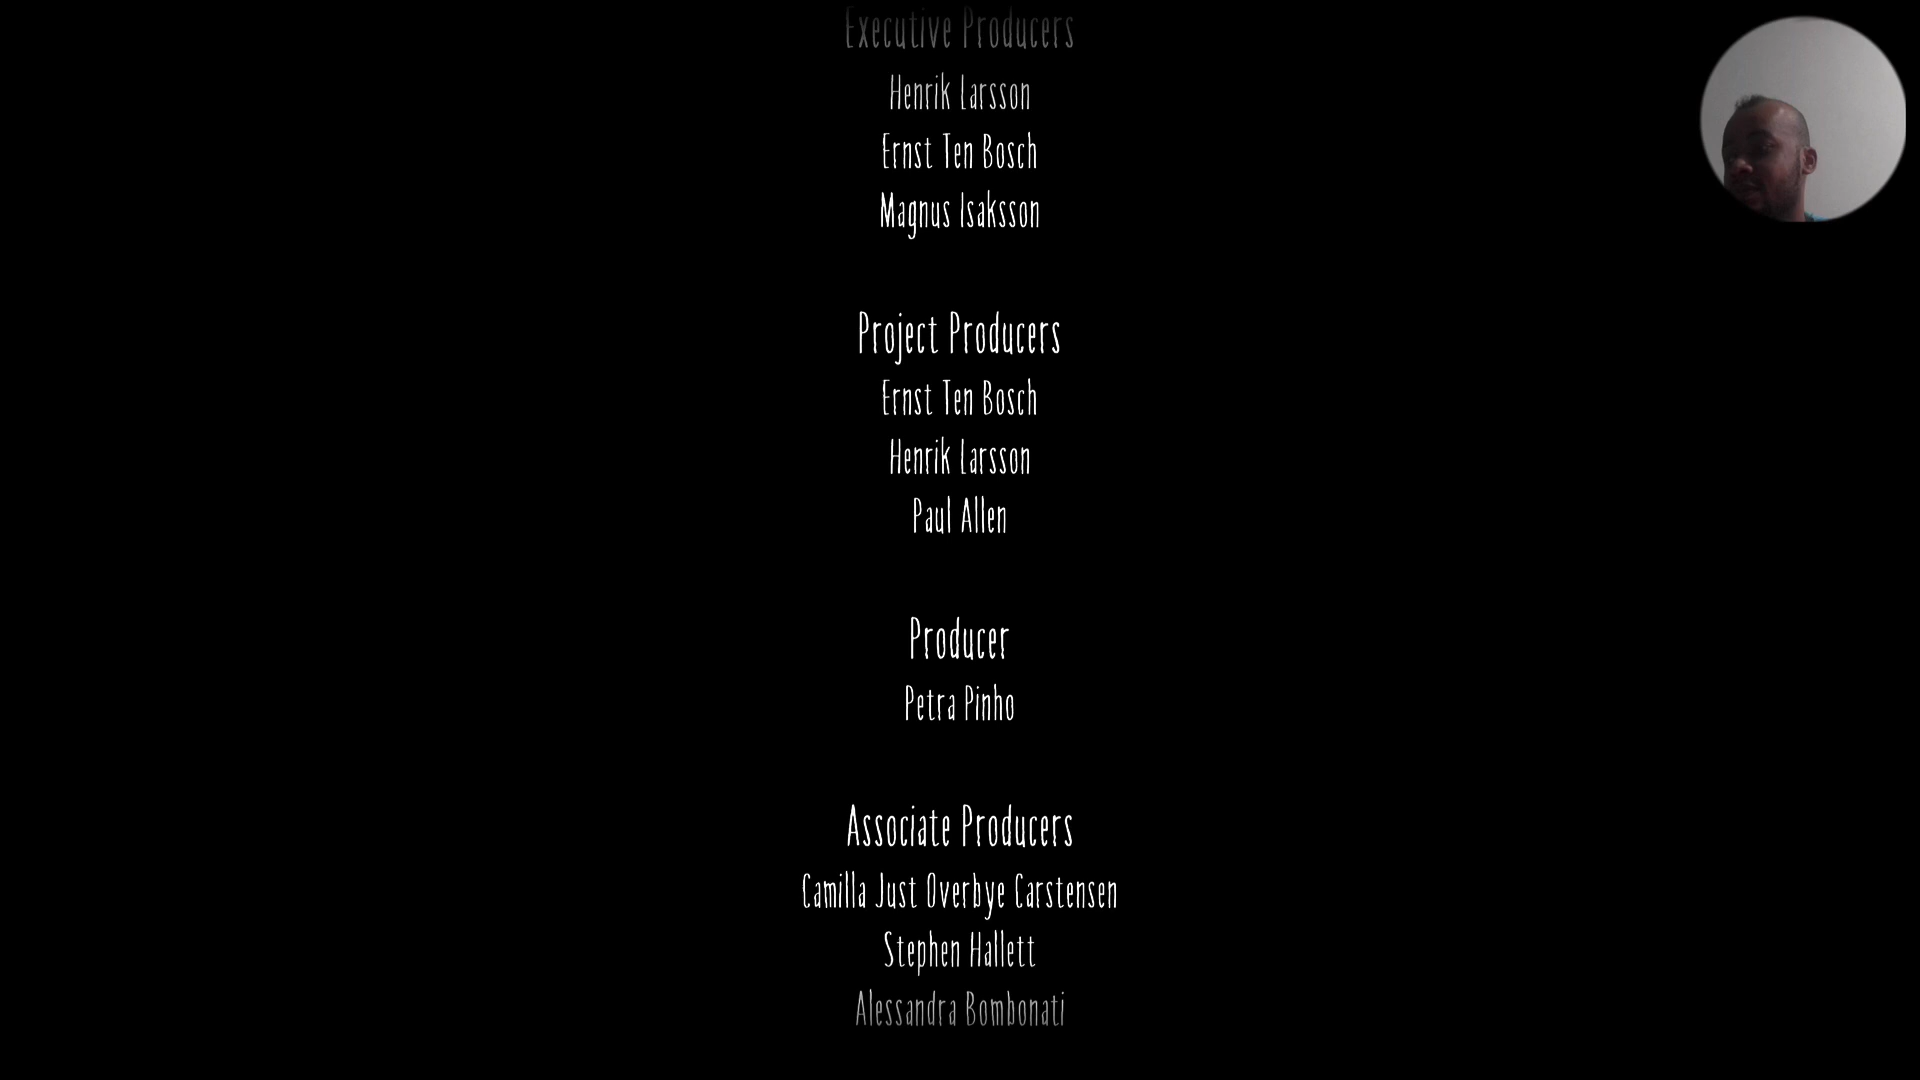 Executive Producers
Henrik Larsson
Ernst Ten Bosch
Magnus Isaksson
Project Producers
Ernst Ten Bosch
Henrik Larsson
Paul Allen
Producer
Petra Pinho
Associate Producers
Camilla Just Overbye Carstensen
Stephen Hallett
Alessandra Bombonati